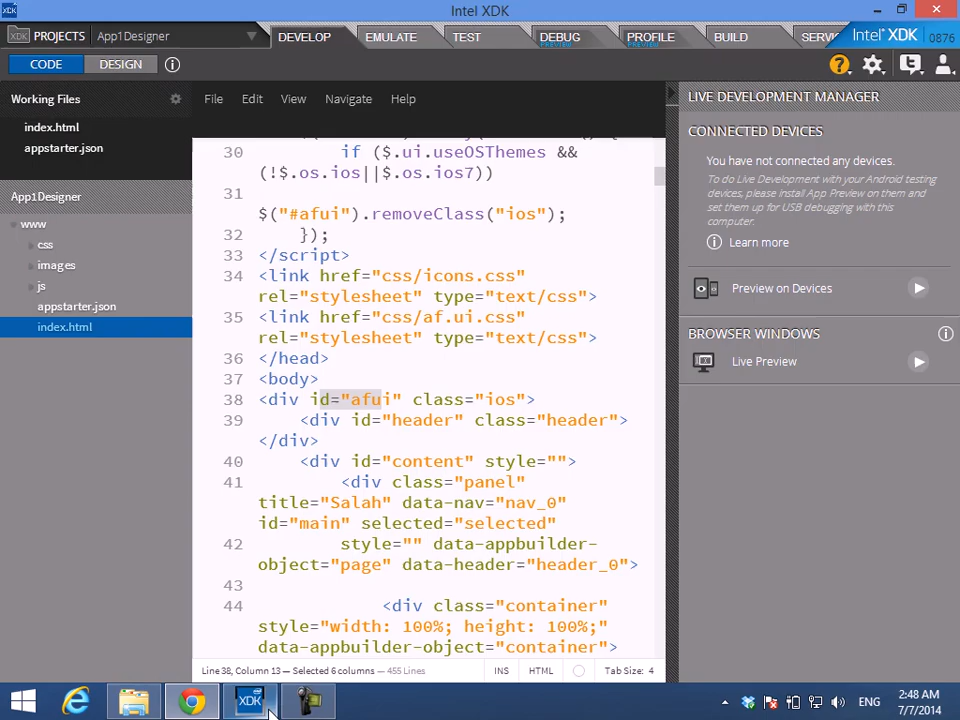 Intel XDK
XDK PROJECTS App1Designer DEVELOP EMULATE TEST DEBUG PREVIEW PROFILE PREVIEW BUILD Intel® XDK 0876
CODE DESIGN
Working Files
index.html
appstarter.json
App1Designer
www
css
images
js
appstarter.json
index.html
File Edit View Navigate Help
30 if ($.ui.useOSThemes &&
(!$.os.ios||$.os.ios7))
31
$("#afui").removeClass("ios");
32 });
33 </script>
34 <link href="css/icons.css"
rel="stylesheet" type="text/css">
35 <link href="css/af.ui.css"
rel="stylesheet" type="text/css">
36 </head>
37 <body>
38 <div id="afui" class="ios">
39 <div id="header" class="header">
</div>
40 <div id="content" style="">
41 <div class="panel"
title="Salah" data-nav="nav_0"
id="main" selected="selected"
42 style="" data-appbuilder-
object="page" data-header="header_0">
43
44 <div class="container"
style="width: 100%; height: 100%;"
data-appbuilder-object="container">
Line 38, Column 13 — Selected 6 columns — 455 Lines INS HTML Tab Size: 4
LIVE DEVELOPMENT MANAGER
CONNECTED DEVICES
You have not connected any devices.
To do Live Development with your Android testing
devices, please install App Preview on them and
set them up for USB debugging with this
computer.
Learn more
Preview on Devices
BROWSER WINDOWS
Live Preview
XDK
ENG
2:48 AM
7/7/2014